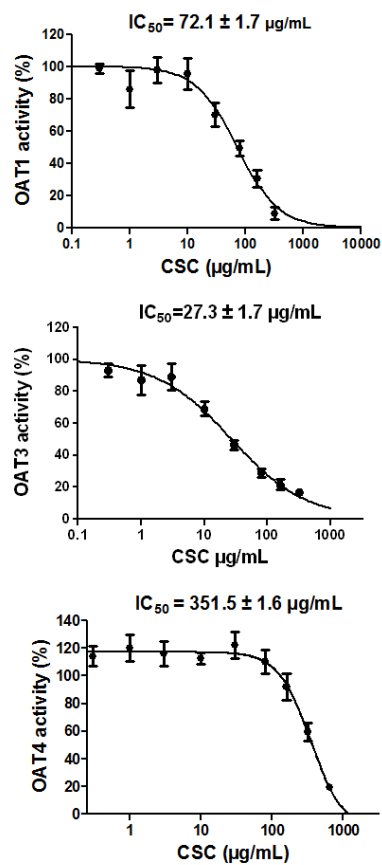 IC50= 72.1 ± 1.7 µg/mL
OAT1 activity (%)
120
100
80
60
40
20
0
0.1 1 10 100 1000 10000
CSC (µg/mL)
IC50=27.3 ± 1.7 µg/mL
OAT3 activity (%)
120
100
80
60
40
20
0
0.1 1 10 100 1000
CSC µg/mL
IC50 = 351.5 ± 1.6 µg/mL
OAT4 activity (%)
140
120
100
80
60
40
20
0
1 10 100 1000
CSC (µg/mL)